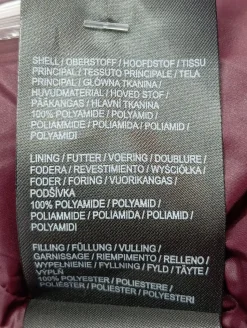 SHELL / OBERSTOFF / HOOFDSTOF / TISSU
PRINCIPAL / TESSUTO PRINCIPALE / TELA
PRINCIPAL / GŁÓWNA TKANINA /
HUVUDMATERIAL / HOVED STOF /
PÄÄKANGAS / HLAVNÍ TKANINA
100% POLYAMIDE / POLYAMID /
POLIAMMIDE / POLIAMIDA / POLIAMID /
POLYAMIDI
LINING / FUTTER / VOERING / DOUBLURE /
FODERA / REVESTIMIENTO / WYŚCIÓŁKA /
FODER / FORING / VUORIKANGAS /
PODŠÍVKA
100% POLYAMIDE / POLYAMID /
POLIAMMIDE / POLIAMIDA / POLIAMID /
POLYAMIDI
FILLING / FÜLLUNG / VULLING /
GARNISSAGE / RIEMPIMENTO / RELLENO /
WYPEŁNIENIE / FYLLNING / FYLD / TÄYTE /
VÝPLŇ
100% POLYESTER / POLIESTERE /
POLIÉSTER / POLIESTER / POLYESTERI